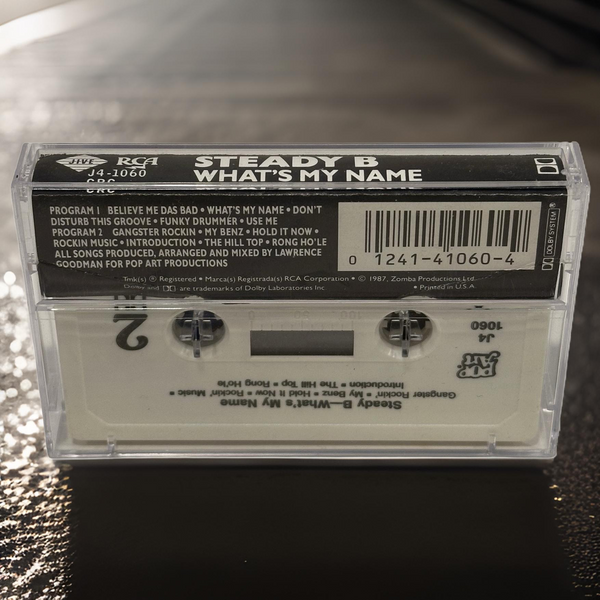 JIVE RCA
J4-1060
CRC
STEADY B
WHAT'S MY NAME
PROGRAM 1 BELIEVE ME DAS BAD • WHAT'S MY NAME • DON'T
DISTURB THIS GROOVE • FUNKY DRUMMER • USE ME
PROGRAM 2 GANGSTER ROCKIN • MY BENZ • HOLD IT NOW •
ROCKIN MUSIC • INTRODUCTION • THE HILL TOP • RONG HO'LE
ALL SONGS PRODUCED, ARRANGED AND MIXED BY LAWRENCE
GOODMAN FOR POP ART PRODUCTIONS
0 1241-41060-4
DOLBY SYSTEM®
Tmk(s) ® Registered • Marca(s) Registrada(s) RCA Corporation • © 1987, Zomba Productions Ltd.
Dolby and are trademarks of Dolby Laboratories Inc. • Printed in U.S.A
2
J4
1060
POP
ART
Steady B—What's My Name
Gangster Rockin' • My Benz • Hold It Now • Rockin' Music •
Introduction • The Hill Top • Rong Ho'le